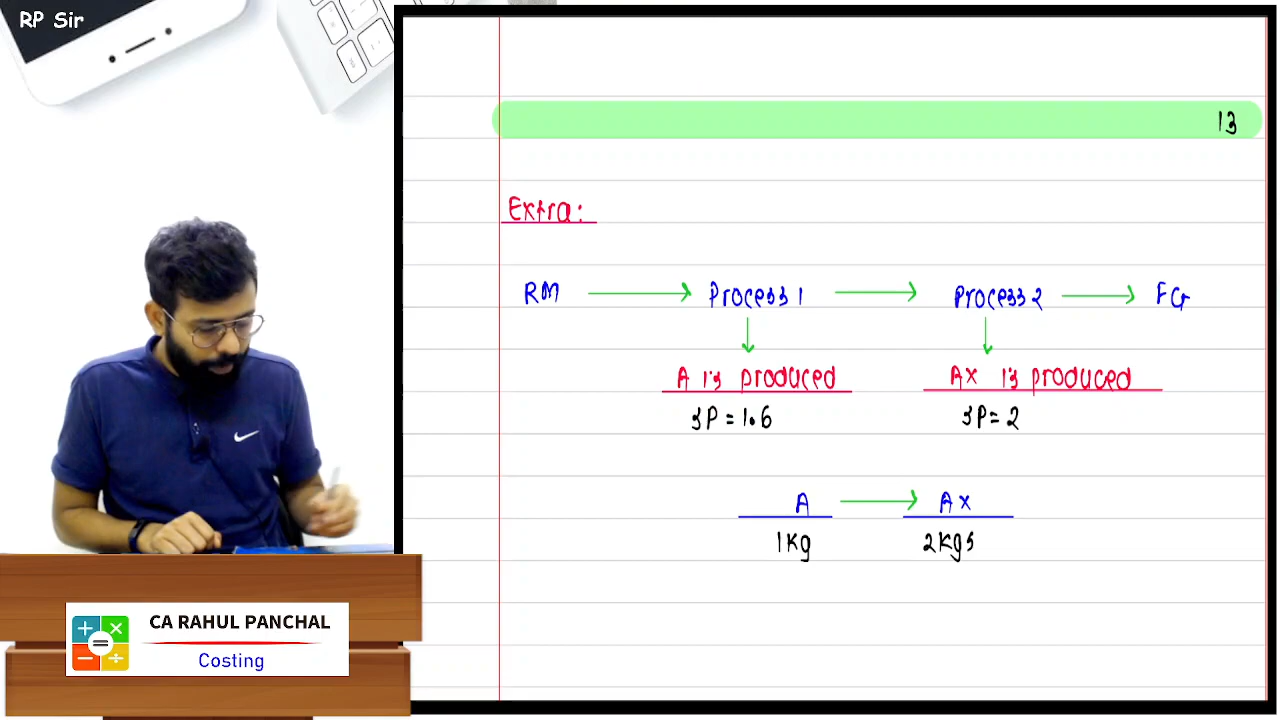 RP Sir
13
Extra:
RM → Process 1 → Process 2 → FG
A is produced
AX is produced
SP = 1.6
SP = 2
A → AX
1Kg
2Kgs
CA RAHUL PANCHAL
Costing